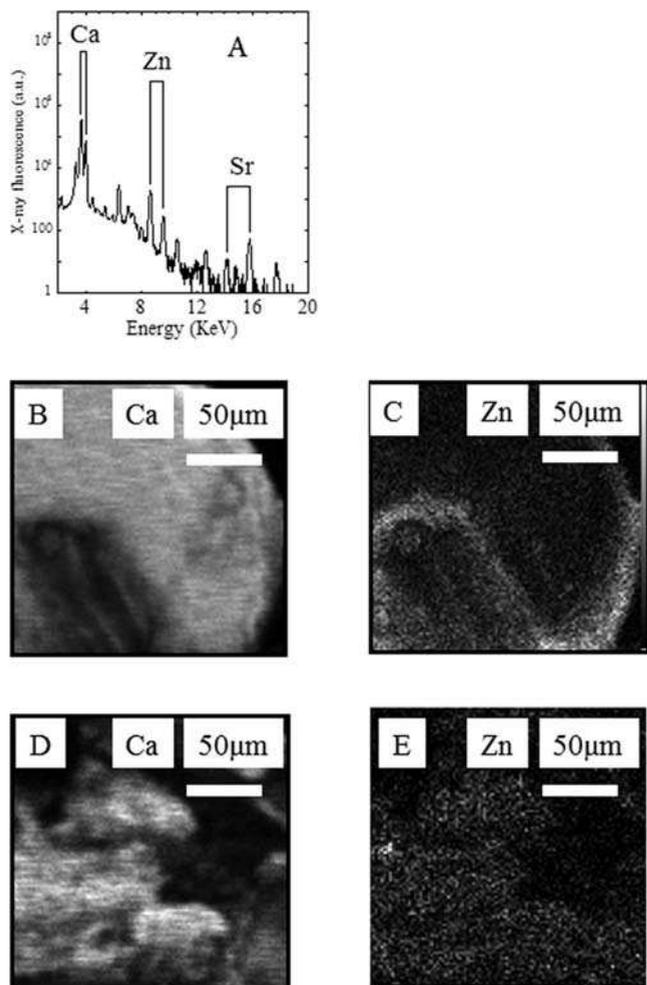 Ca
Zn
A
Sr
X-ray fluorescence (a.u.)
100
1
4
8
12
16
20
Energy (KeV)
B Ca 50µm
C Zn 50µm
D Ca 50µm
E Zn 50µm